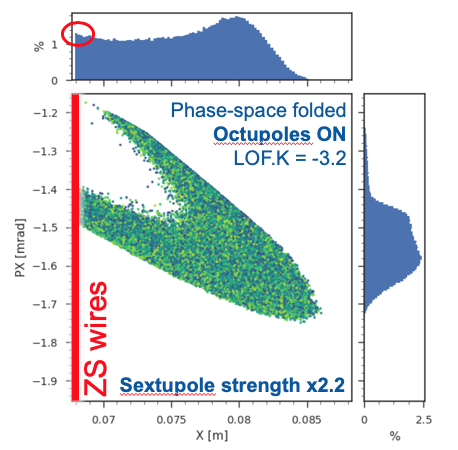 %
1
0
Phase-space folded
Octupoles ON
LOF.K = -3.2
−1.2
−1.3
−1.4
−1.5
−1.6
−1.7
−1.8
−1.9
PX [mrad]
ZS wires
Sextupole strength x2.2
0.07
0.075
0.08
0.085
X [m]
0
2.5
%